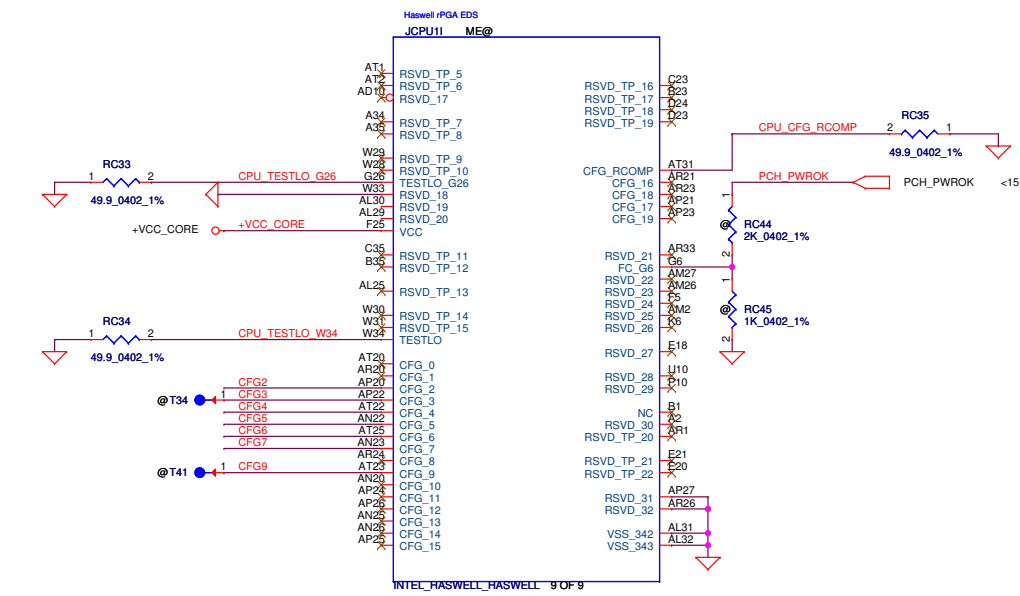 Haswell rPGA EDS
JCPU1I ME@
AT1 RSVD_TP_5
AT2 RSVD_TP_6
AD10 RSVD_17
A34 RSVD_TP_7
A35 RSVD_TP_8
W29 RSVD_TP_9
W28 RSVD_TP_10
RC33
1 2 CPU_TESTLO_G26 G26 TESTLO_G26
49.9_0402_1%
W33 RSVD_18
AL30 RSVD_19
AL29 RSVD_20
+VCC_CORE +VCC_CORE F25 VCC
C35 RSVD_TP_11
B35 RSVD_TP_12
AL25 RSVD_TP_13
W30 RSVD_TP_14
W31 RSVD_TP_15
RC34
1 2 CPU_TESTLO_W34 W34 TESTLO
49.9_0402_1%
AT20 CFG_0
AR20 CFG_1
CFG2 AP20 CFG_2
@T34 1 CFG3 AP22 CFG_3
CFG4 AT22 CFG_4
CFG5 AN22 CFG_5
CFG6 AT25 CFG_6
CFG7 AN23 CFG_7
AR24 CFG_8
@T41 1 CFG9 AT23 CFG_9
AN20 CFG_10
AP24 CFG_11
AP26 CFG_12
AN25 CFG_13
AN26 CFG_14
AP25 CFG_15
RSVD_TP_16 C23
RSVD_TP_17 B23
RSVD_TP_18 D24
RSVD_TP_19 D23
RC35
CPU_CFG_RCOMP 2 1
49.9_0402_1%
CFG_RCOMP AT31
CFG_16 AR21
CFG_18 AR23
CFG_17 AP21
CFG_19 AP23
PCH_PWROK PCH_PWROK <15
1
@ RC44
2K_0402_1%
2
RSVD_21 AR33
FC_G6 G6
RSVD_22 AM27
RSVD_23 AM26
RSVD_24 F5
RSVD_25 AM2
RSVD_26 K6
1
@ RC45
1K_0402_1%
2
RSVD_27 E18
RSVD_28 U10
RSVD_29 P10
NC B1
RSVD_30 A2
RSVD_TP_20 AR1
RSVD_TP_21 E21
RSVD_TP_22 E20
RSVD_31 AP27
RSVD_32 AR26
VSS_342 AL31
VSS_343 AL32
INTEL_HASWELL_HASWELL 9 OF 9